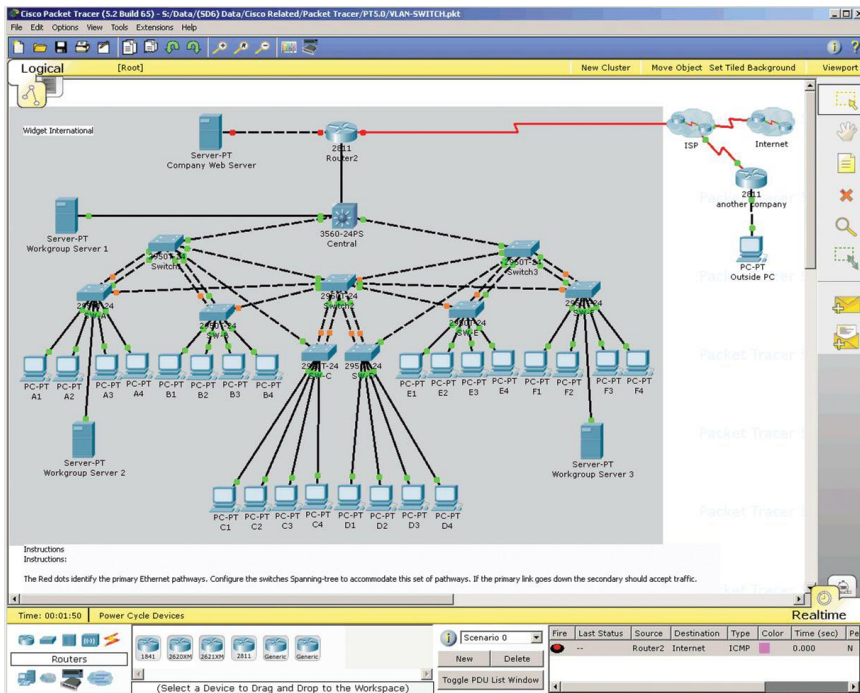 Cisco Packet Tracer (5.2 Build 65) - S:/Data/(SD6) Data/Cisco Related/Packet Tracer/PT5.0/VLAN-SWITCH.pkt
File Edit Options View Tools Extensions Help
Logical [Root] New Cluster Move Object Set Tiled Background Viewport
Widget International
Server-PT
Company Web Server
2811
Router2
ISP
Internet
2811
another company
Server-PT
Workgroup Server 1
3560-24PS
Central
PC-PT
Outside PC
Switch3
Switch2
PC-PT
A1
PC-PT
A2
PC-PT
A3
PC-PT
A4
PC-PT
B1
PC-PT
B2
PC-PT
B3
PC-PT
B4
PC-PT
E1
PC-PT
E2
PC-PT
E3
PC-PT
E4
PC-PT
F1
PC-PT
F2
PC-PT
F3
PC-PT
F4
Server-PT
Workgroup Server 2
Server-PT
Workgroup Server 3
PC-PT
C1
PC-PT
C2
PC-PT
C3
PC-PT
C4
PC-PT
D1
PC-PT
D2
PC-PT
D3
PC-PT
D4
Instructions
Instructions:
The Red dots identify the primary Ethernet pathways. Configure the switches Spanning-tree to accommodate this set of pathways. If the primary link goes down the secondary should accept traffic.
Time: 00:01:50 Power Cycle Devices Realtime
Routers
1841 2620XM 2621XM 2811 Generic Generic
(Select a Device to Drag and Drop to the Workspace)
Scenario 0
New Delete
Toggle PDU List Window
Fire Last Status Source Destination Type Color Time (sec) Pe
-- Router2 Internet ICMP 0.000 N